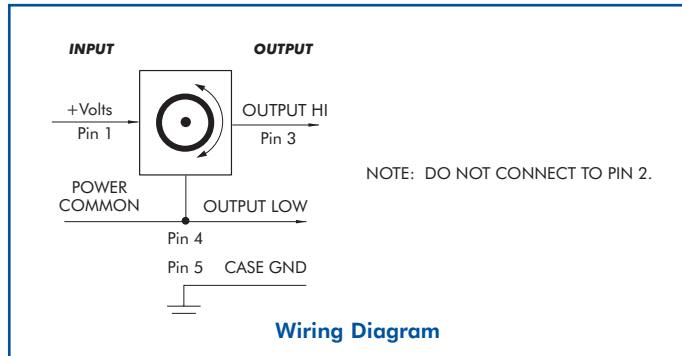 INPUT OUTPUT
+Volts
Pin 1
OUTPUT HI
Pin 3
NOTE: DO NOT CONNECT TO PIN 2.
POWER
COMMON
OUTPUT LOW
Pin 4
Pin 5 CASE GND
Wiring Diagram